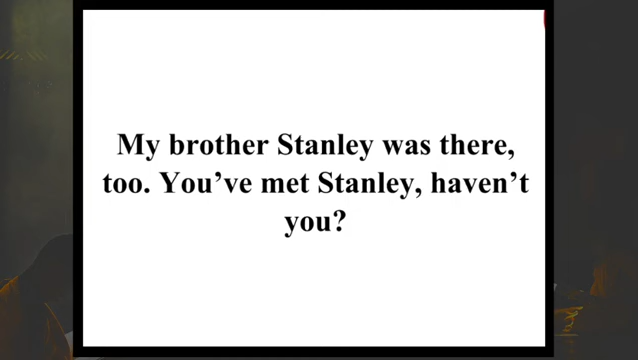 My brother Stanley was there,
too. You’ve met Stanley, haven’t
you?